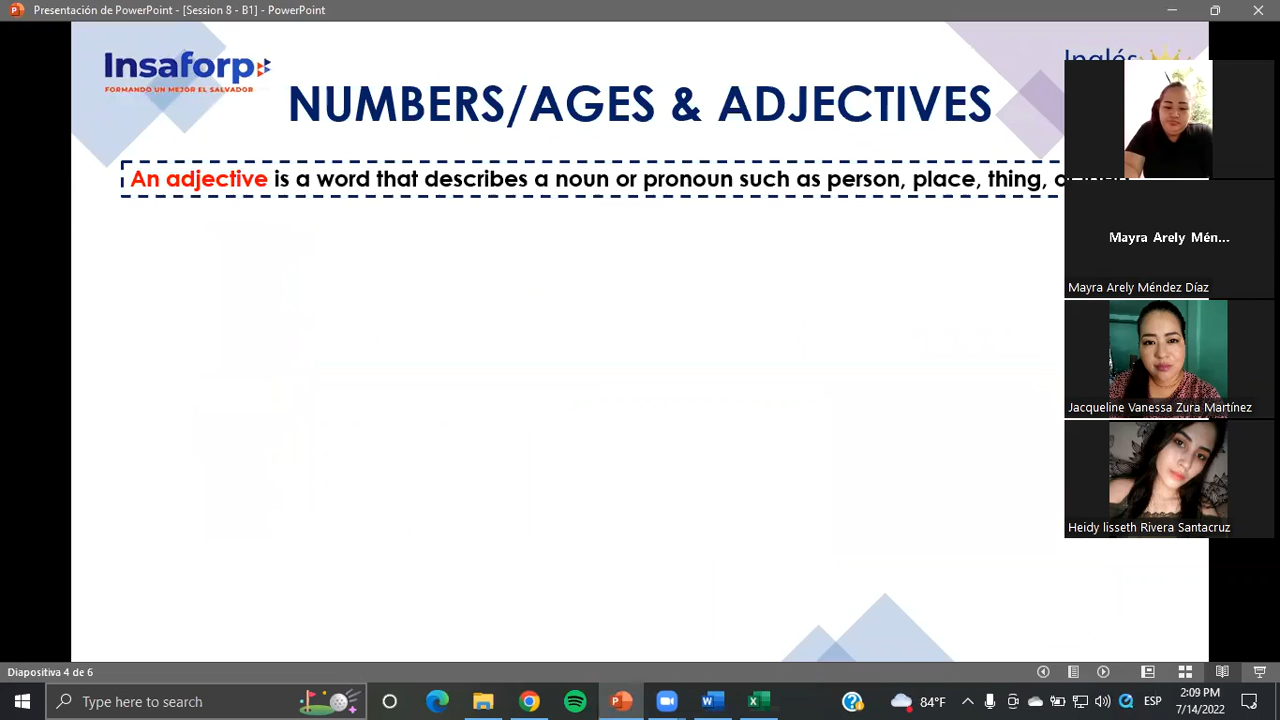 Presentación de PowerPoint - [Session 8 - B1] - PowerPoint
Insaforp
FORMANDO UN MEJOR EL SALVADOR
Inglés
NUMBERS/AGES & ADJECTIVES
An adjective is a word that describes a noun or pronoun such as person, place, thing,
Mayra Arely Mén...
Mayra Arely Méndez Díaz
Jacqueline Vanessa Zura Martínez
Heidy lisseth Rivera Santacruz
Diapositiva 4 de 6
Type here to search
84°F
ESP
2:09 PM
7/14/2022